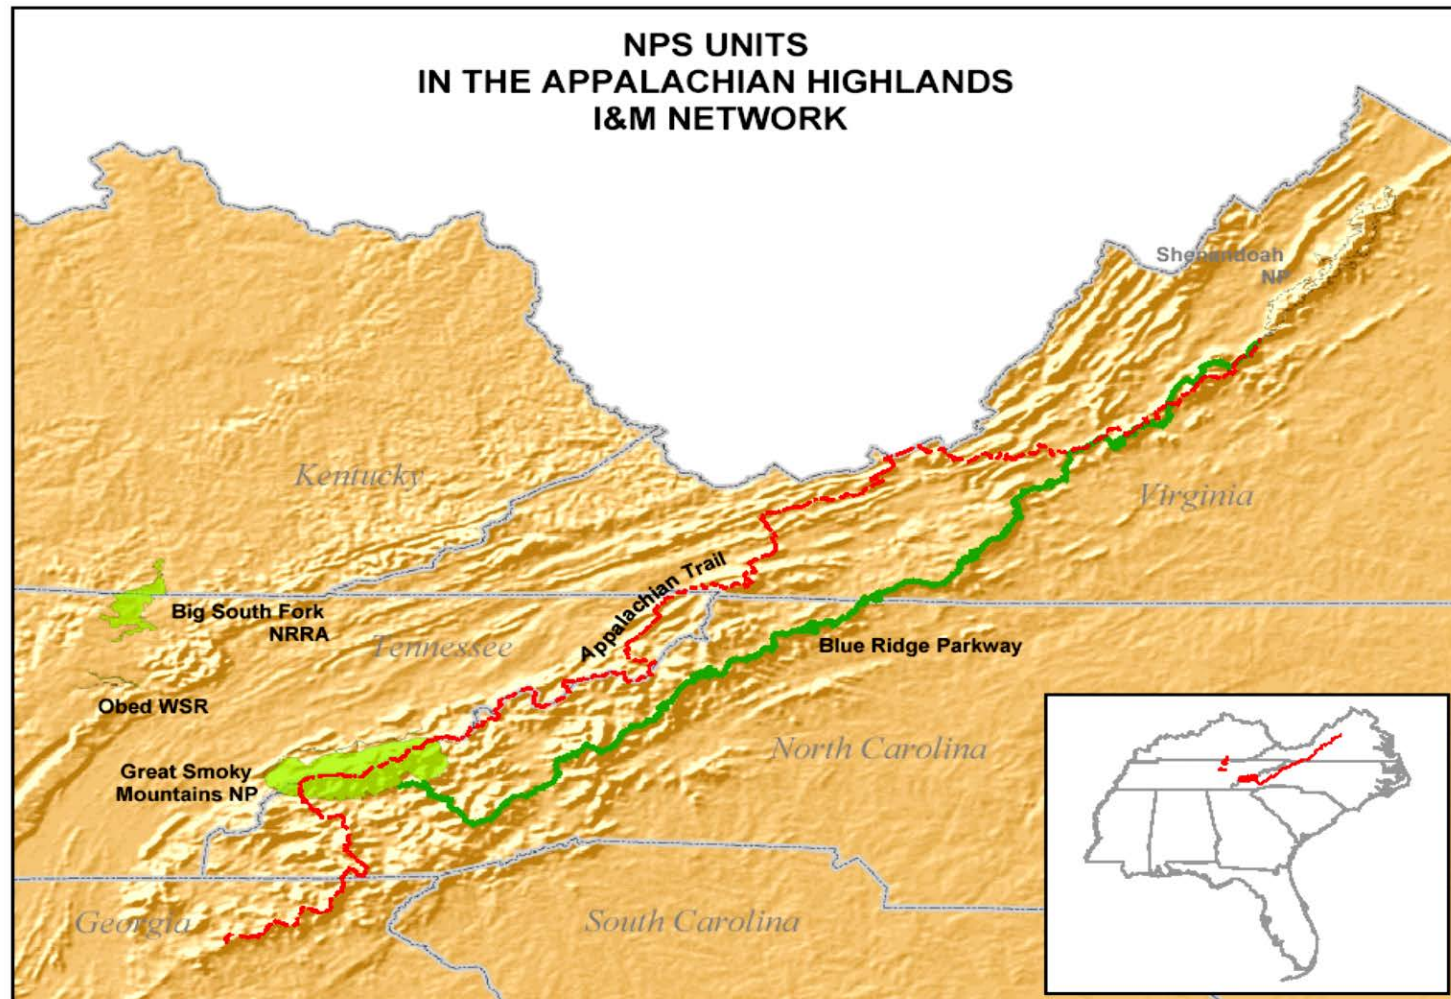 NPS UNITS
IN THE APPALACHIAN HIGHLANDS
I&M NETWORK
Shenandoah
NP
Kentucky
Virginia
Appalachian Trail
Big South Fork
NRRA
Tennessee
Blue Ridge Parkway
Obed WSR
North Carolina
Great Smoky
Mountains NP
Georgia
South Carolina